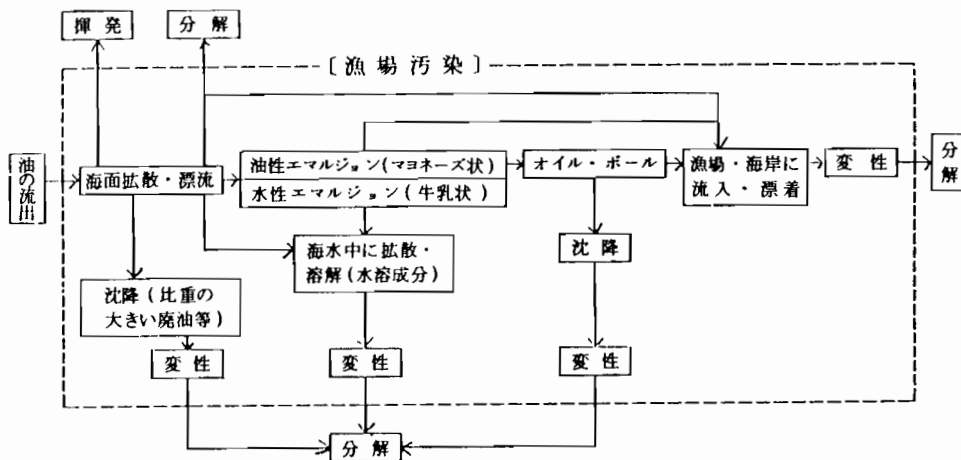 揮発
分解
〔漁場汚染〕
油の流出
海面拡散・漂流
油性エマルジョン(マヨネーズ状)
水性エマルジョン(牛乳状)
オイル・ボール
漁場・海岸に
流入・漂着
変性
分解
海水中に拡散・
溶解(水溶成分)
沈降
沈降(比重の
大きい廃油等)
変性
変性
変性
分解